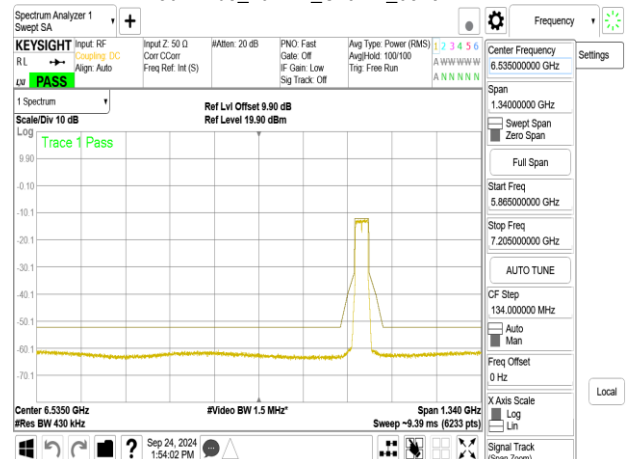 Spectrum Analyzer 1
Swept SA
Frequency
KEYSIGHT
RL
LXI
PASS
Input: RF
Coupling: DC
Align: Auto
Input Z: 50 Ω
Corr CCorr
Freq Ref: Int (S)
#Atten: 20 dB
PNO: Fast
Gate: Off
IF Gain: Low
Sig Track: Off
Avg Type: Power (RMS)
Avg|Hold: 100/100
Trig: Free Run
1 2 3 4 5 6
A W W W W W
A N N N N N
Center Frequency
6.535000000 GHz
Settings
Span
1.34000000 GHz
Swept Span
Zero Span
Full Span
Start Freq
5.865000000 GHz
Stop Freq
7.205000000 GHz
AUTO TUNE
CF Step
134.000000 MHz
Auto
Man
Freq Offset
0 Hz
X Axis Scale
Log
Lin
Local
Signal Track
(Span Zoom)
1 Spectrum
Scale/Div 10 dB
Ref Lvl Offset 9.90 dB
Ref Level 19.90 dBm
Log
Trace 1 Pass
9.90
-0.10
-10.1
-20.1
-30.1
-40.1
-50.1
-60.1
-70.1
Center 6.5350 GHz
#Video BW 1.5 MHz*
Span 1.340 GHz
#Res BW 430 kHz
Sweep ~9.39 ms (6233 pts)
?
Sep 24, 2024
1:54:02 PM